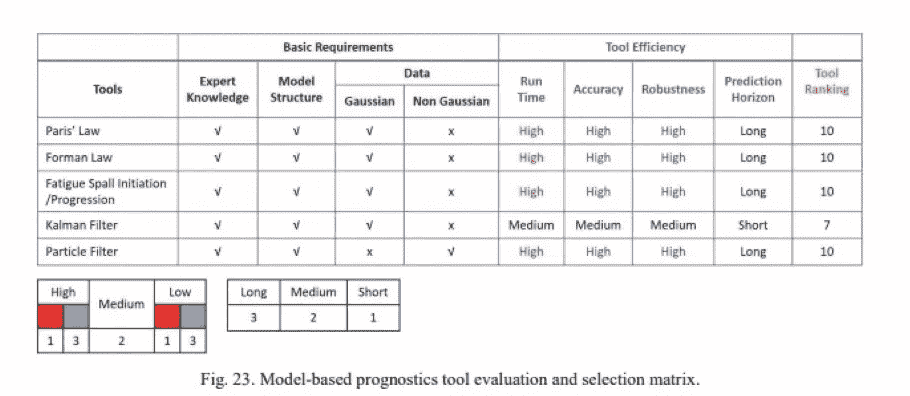 Basic Requirements Tool Efficiency
Tools Expert Knowledge Model Structure Data Run Time Accuracy Robustness Prediction Horizon Tool Ranking
Gaussian Non Gaussian
Paris' Law √ √ √ x High High High Long 10
Forman Law √ √ √ x High High High Long 10
Fatigue Spall Initiation
/Progression √ √ √ x High High High Long 10
Kalman Filter √ √ √ x Medium Medium Medium Short 7
Particle Filter √ √ x √ High High High Long 10
High Medium Low Long Medium Short
1 3 2 1 3 3 2 1
Fig. 23. Model-based prognostics tool evaluation and selection matrix.